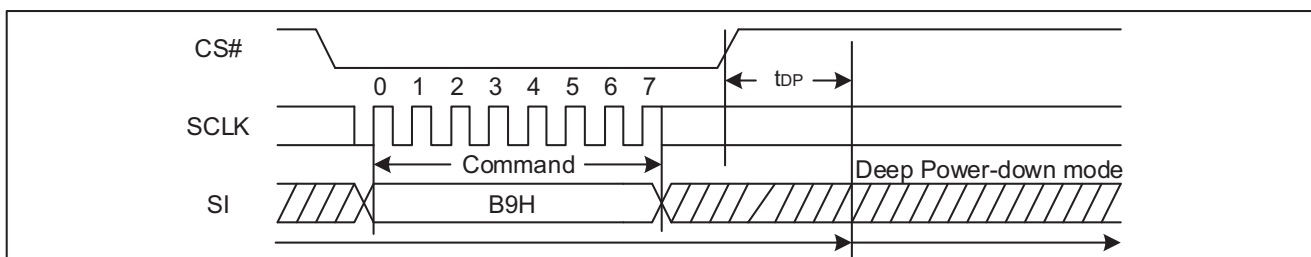 CS#
tDP
0 1 2 3 4 5 6 7
SCLK
Command
Deep Power-down mode
SI
B9H